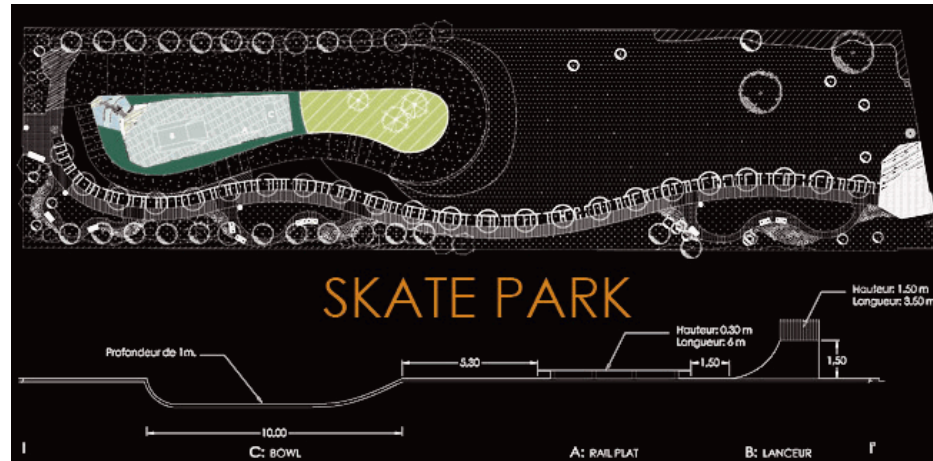 B
A
C
SKATE PARK
Hauteur: 1.50 m
Longueur: 3.50 m
Hauteur: 0.30 m
Longueur: 6 m
Profondeur de 1m.
5.30
1.50
1.50
10.00
I
C: BOWL
A: RAIL PLAT
B: LANCEUR
I'